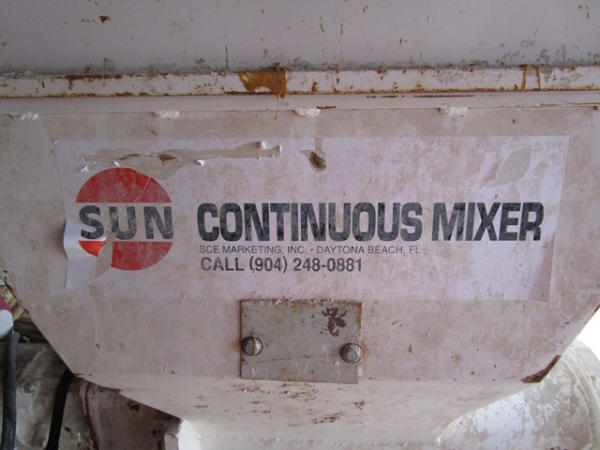 SUN CONTINUOUS MIXER
SCE MARKETING, INC. • DAYTONA BEACH, FL
CALL (904) 248-0881